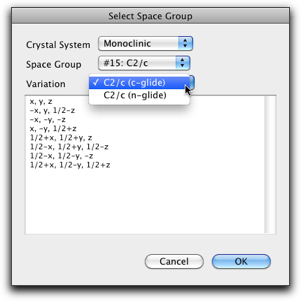 Select Space Group
Crystal System Monoclinic
Space Group #15: C2/c
Variation ✓ C2/c (c-glide)
C2/c (n-glide)
x, y, z
-x, y, 1/2-z
-x, -y, -z
x, -y, 1/2+z
1/2+x, 1/2+y, z
1/2-x, 1/2+y, 1/2-z
1/2-x, 1/2-y, -z
1/2+x, 1/2-y, 1/2+z
Cancel OK